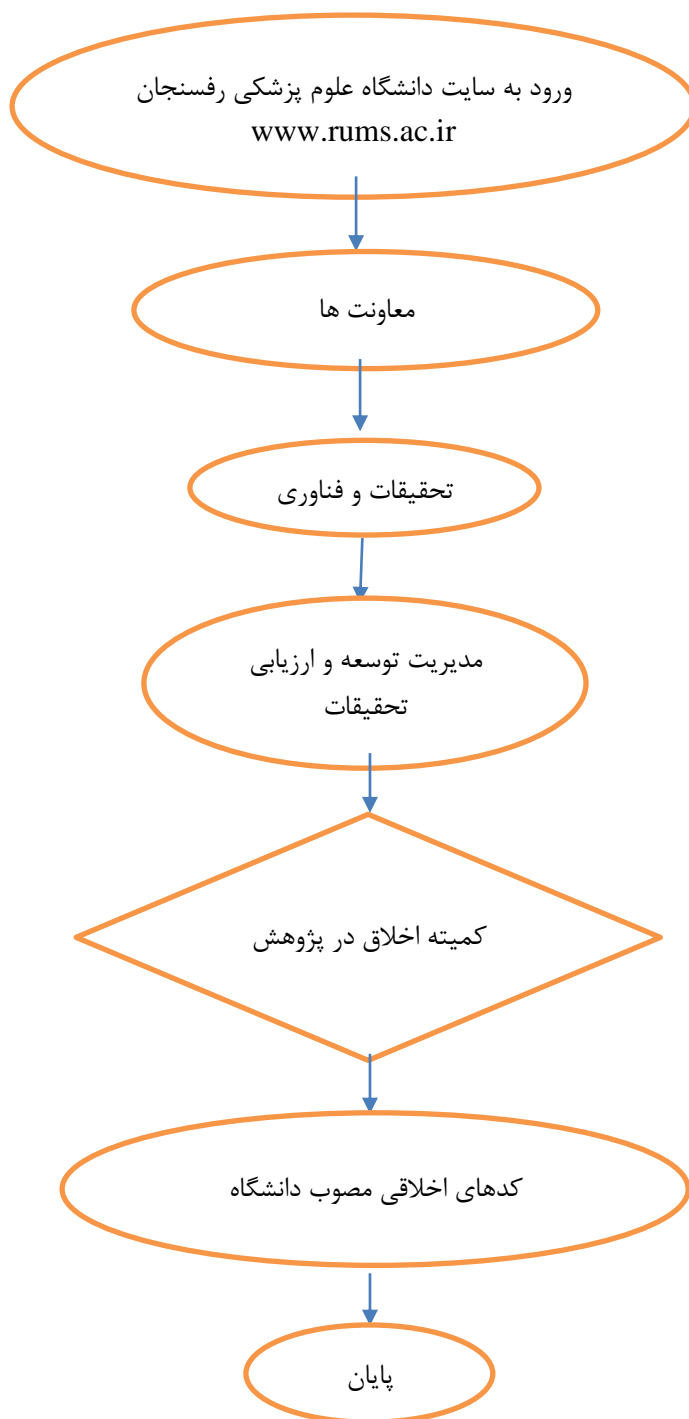 ورود به سایت دانشگاه علوم پزشکی رفسنجان
www.rums.ac.ir
معاونت ها
تحقیقات و فناوری
مدیریت توسعه و ارزیابی
تحقیقات
کمیته اخلاق در پژوهش
کدهای اخلاقی مصوب دانشگاه
پایان